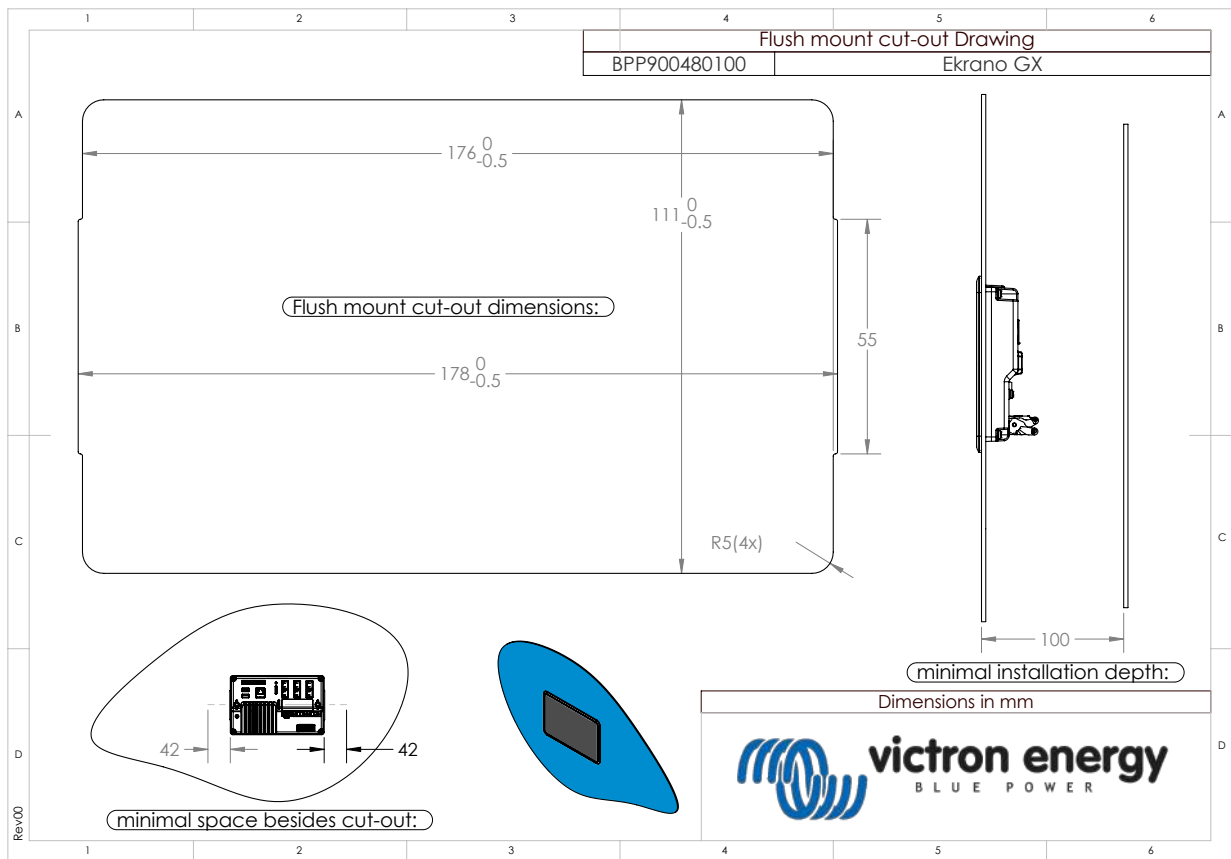 1 2 3 4 5 6
Flush mount cut-out Drawing
BPP900480100 Ekrano GX
A A
176 0 -0.5
111 0 -0.5
Flush mount cut-out dimensions:
B B
55
178 0 -0.5
C C
R5(4x)
100
minimal installation depth:
Dimensions in mm
42 42
D D
victron energy
BLUE POWER
minimal space besides cut-out:
Rev00
1 2 3 4 5 6